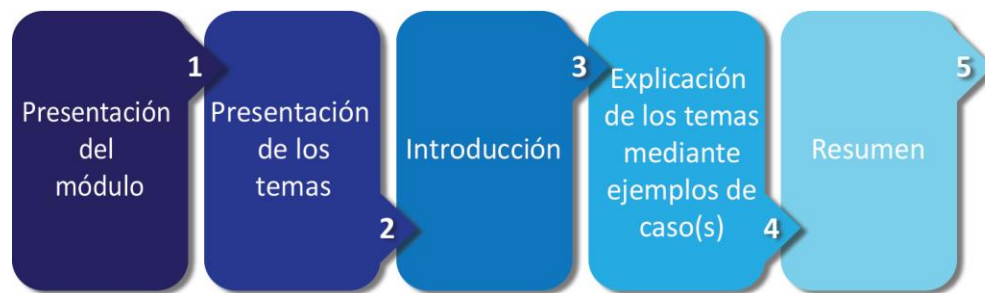 Presentación
del
módulo
1
Presentación
de los
temas
2
Introducción
3
Explicación
de los temas
mediante
ejemplos de
caso(s)
4
Resumen
5